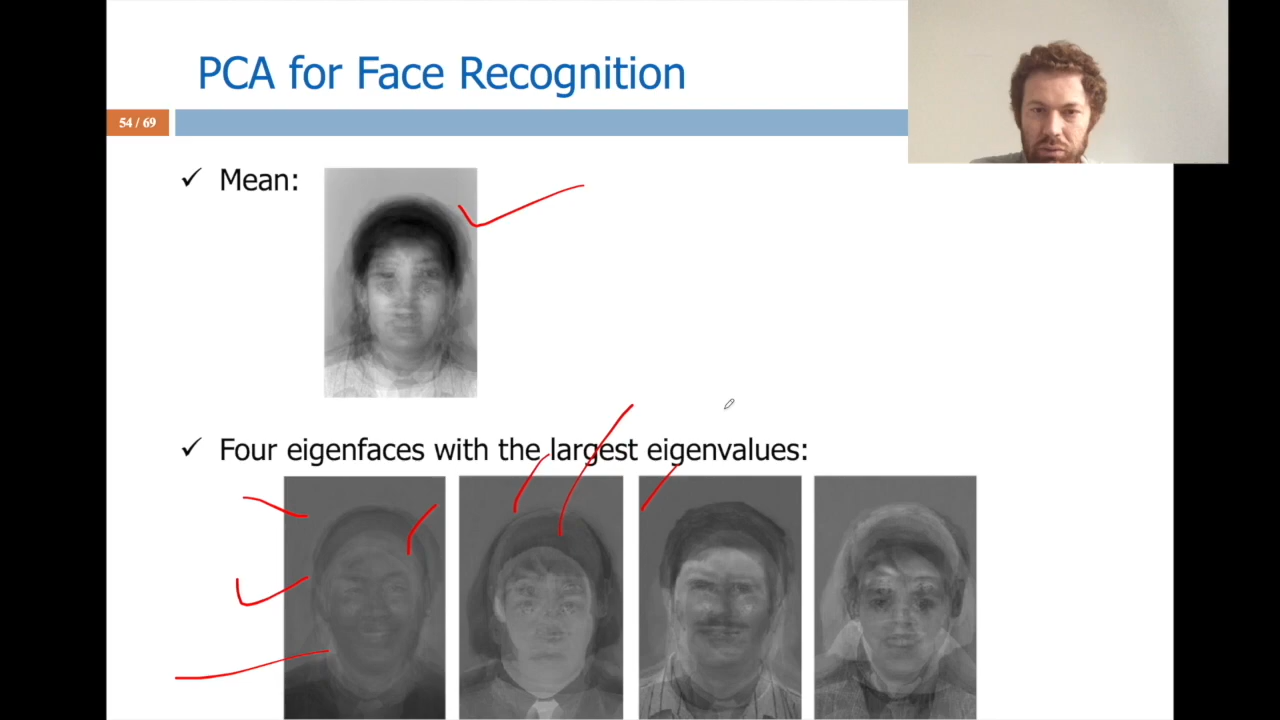 PCA for Face Recognition
54 / 69
✓ Mean:
✓ Four eigenfaces with the largest eigenvalues: